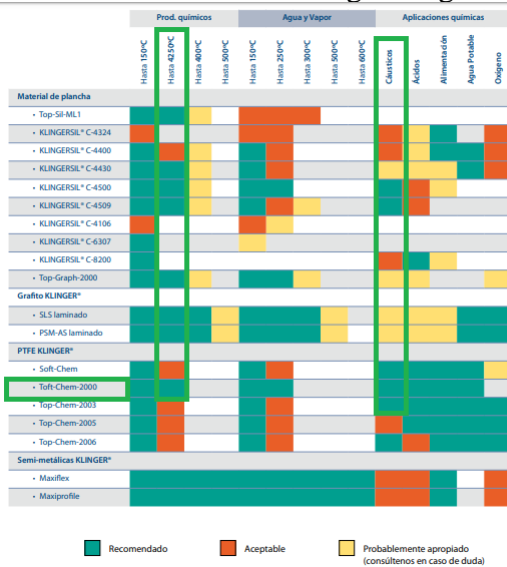 Prod. químicos Agua y Vapor Aplicaciones químicas
Hasta 150ºC Hasta 4250ºC Hasta 400ºC Hasta 500ºC Hasta 150ºC Hasta 250ºC Hasta 300ºC Hasta 500ºC Hasta 600ºC Cáusticos Ácidos Alimentación Agua Potable Oxígeno
Material de plancha
• Top-Sil-ML1
• KLINGERSIL® C-4324
• KLINGERSIL® C-4400
• KLINGERSIL® C-4430
• KLINGERSIL® C-4500
• KLINGERSIL® C-4509
• KLINGERSIL® C-4106
• KLINGERSIL® C-6307
• KLINGERSIL® C-8200
• Top-Graph-2000
Grafito KLINGER®
• SLS laminado
• PSM-AS laminado
PTFE KLINGER®
• Soft-Chem
• Toft-Chem-2000
• Top-Chem-2003
• Top-Chem-2005
• Top-Chem-2006
Semi-metálicas KLINGER®
• Maxiflex
• Maxiprofile
Recomendado Aceptable Probablemente apropiado
(consúltenos en caso de duda)